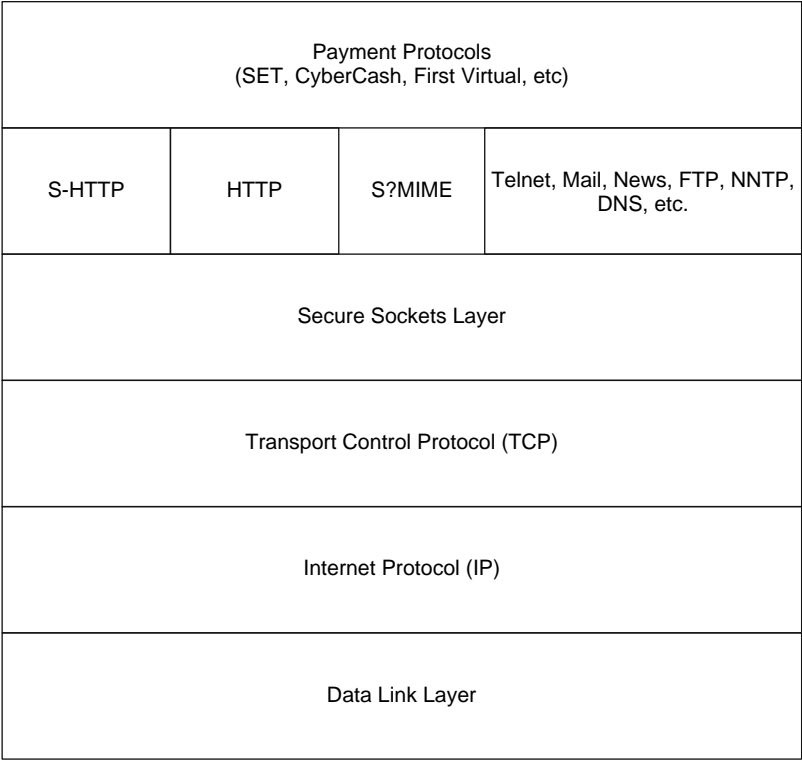 Payment Protocols
(SET, CyberCash, First Virtual, etc)
S-HTTP
HTTP
S?MIME
Telnet, Mail, News, FTP, NNTP,
DNS, etc.
Secure Sockets Layer
Transport Control Protocol (TCP)
Internet Protocol (IP)
Data Link Layer